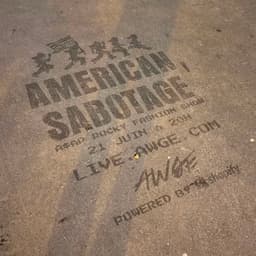 AMERICAN
SABOTAGE
A$AP ROCKY FASHION SHOW
21 JUIN @ 20H
LIVE.AWGE.COM
AWGE
POWERED BY shopify